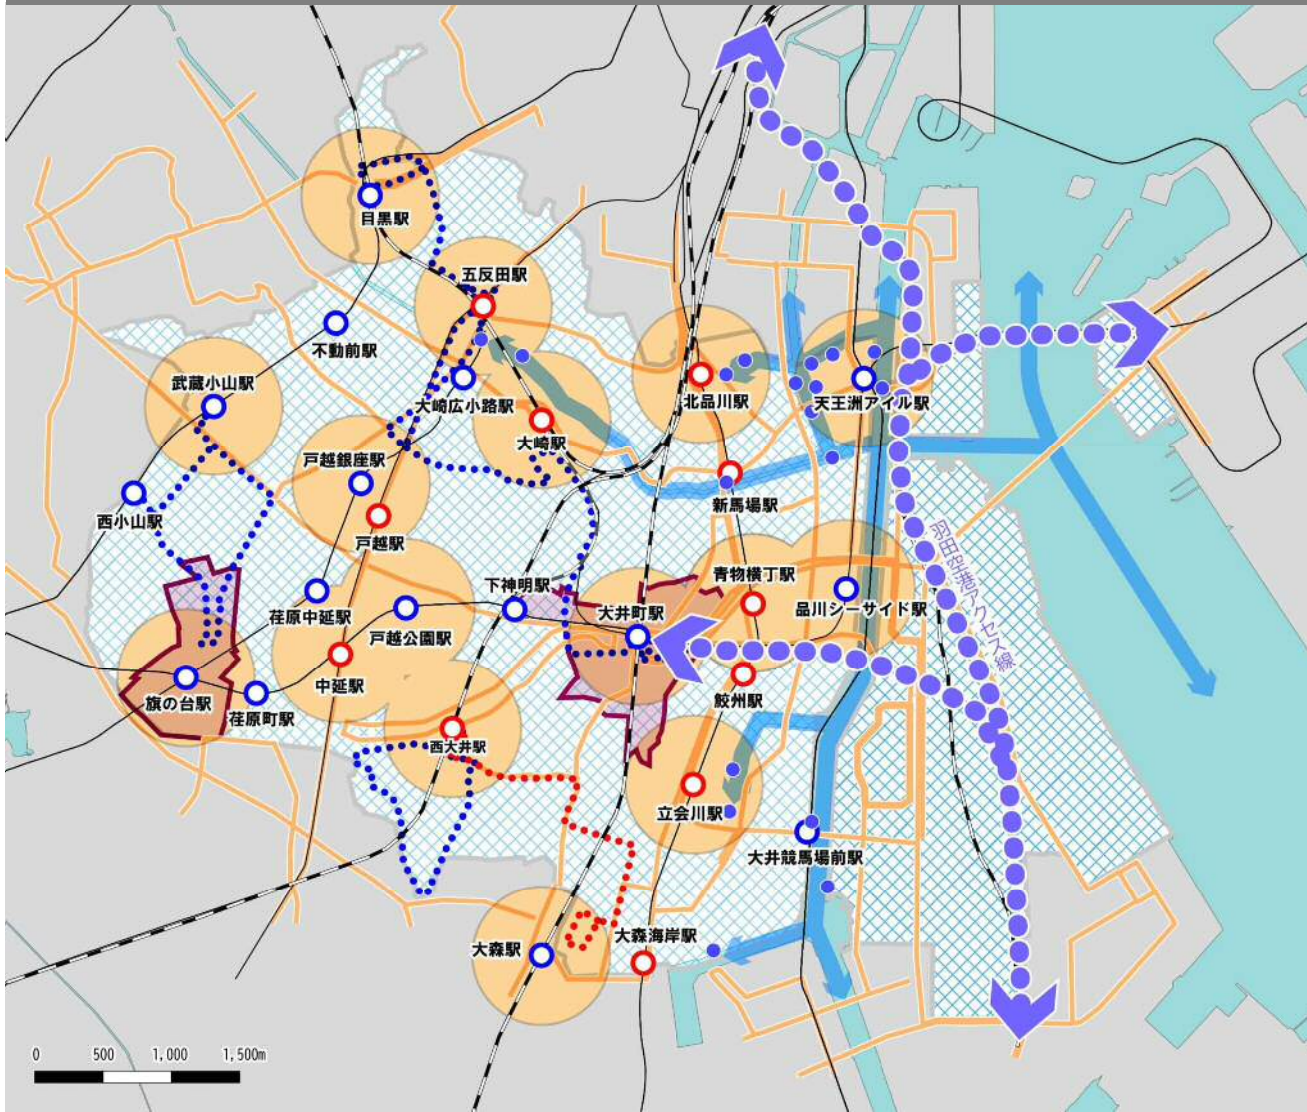 目黒駅
五反田駅
不動前駅
武蔵小山駅
大崎広小路駅
北品川駅
天王洲アイル駅
大崎駅
戸越銀座駅
西小山駅
戸越駅
新馬場駅
羽田空港アクセス線
下神明駅
青物横丁駅
荏原中延駅
大井町駅
品川シーサイド駅
戸越公園駅
中延駅
旗の台駅
鮫洲駅
荏原町駅
西大井駅
立会川駅
大井競馬場前駅
大森駅
大森海岸駅
0 500 1,000 1,500m